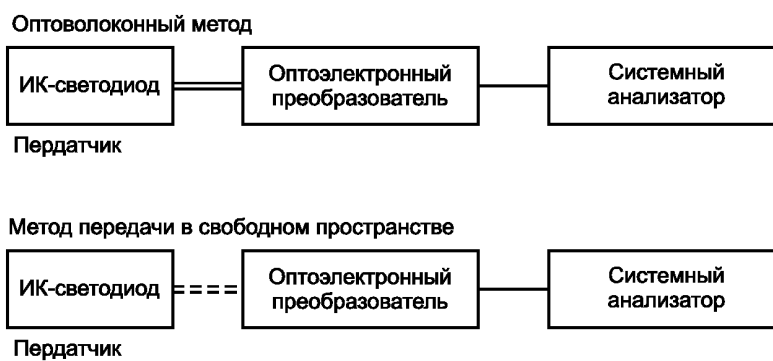 Оптоволоконный метод
ИК-светодиод
Оптоэлектронный
преобразователь
Системный
анализатор
Пердатчик
Метод передачи в свободном пространстве
ИК-светодиод
Оптоэлектронный
преобразователь
Системный
анализатор
Пердатчик